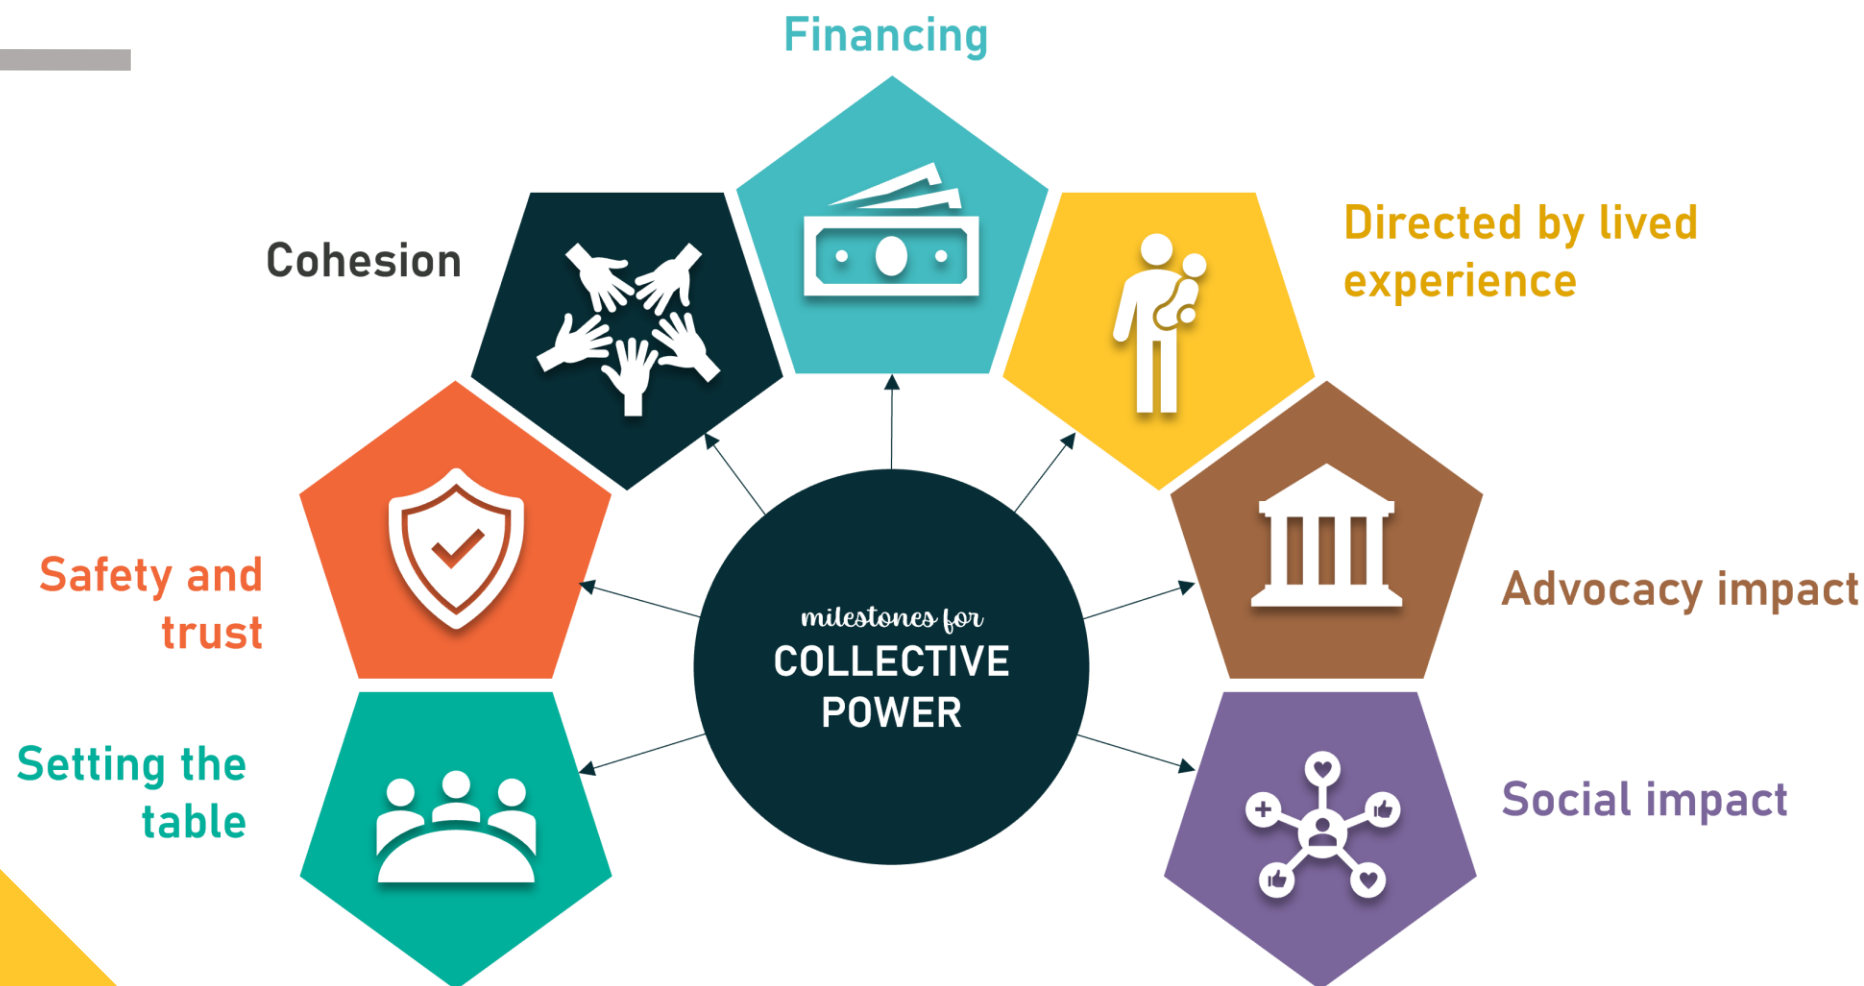 Financing
Cohesion
Directed by lived
experience
Safety and
trust
milestones for
COLLECTIVE
POWER
Advocacy impact
Setting the
table
Social impact